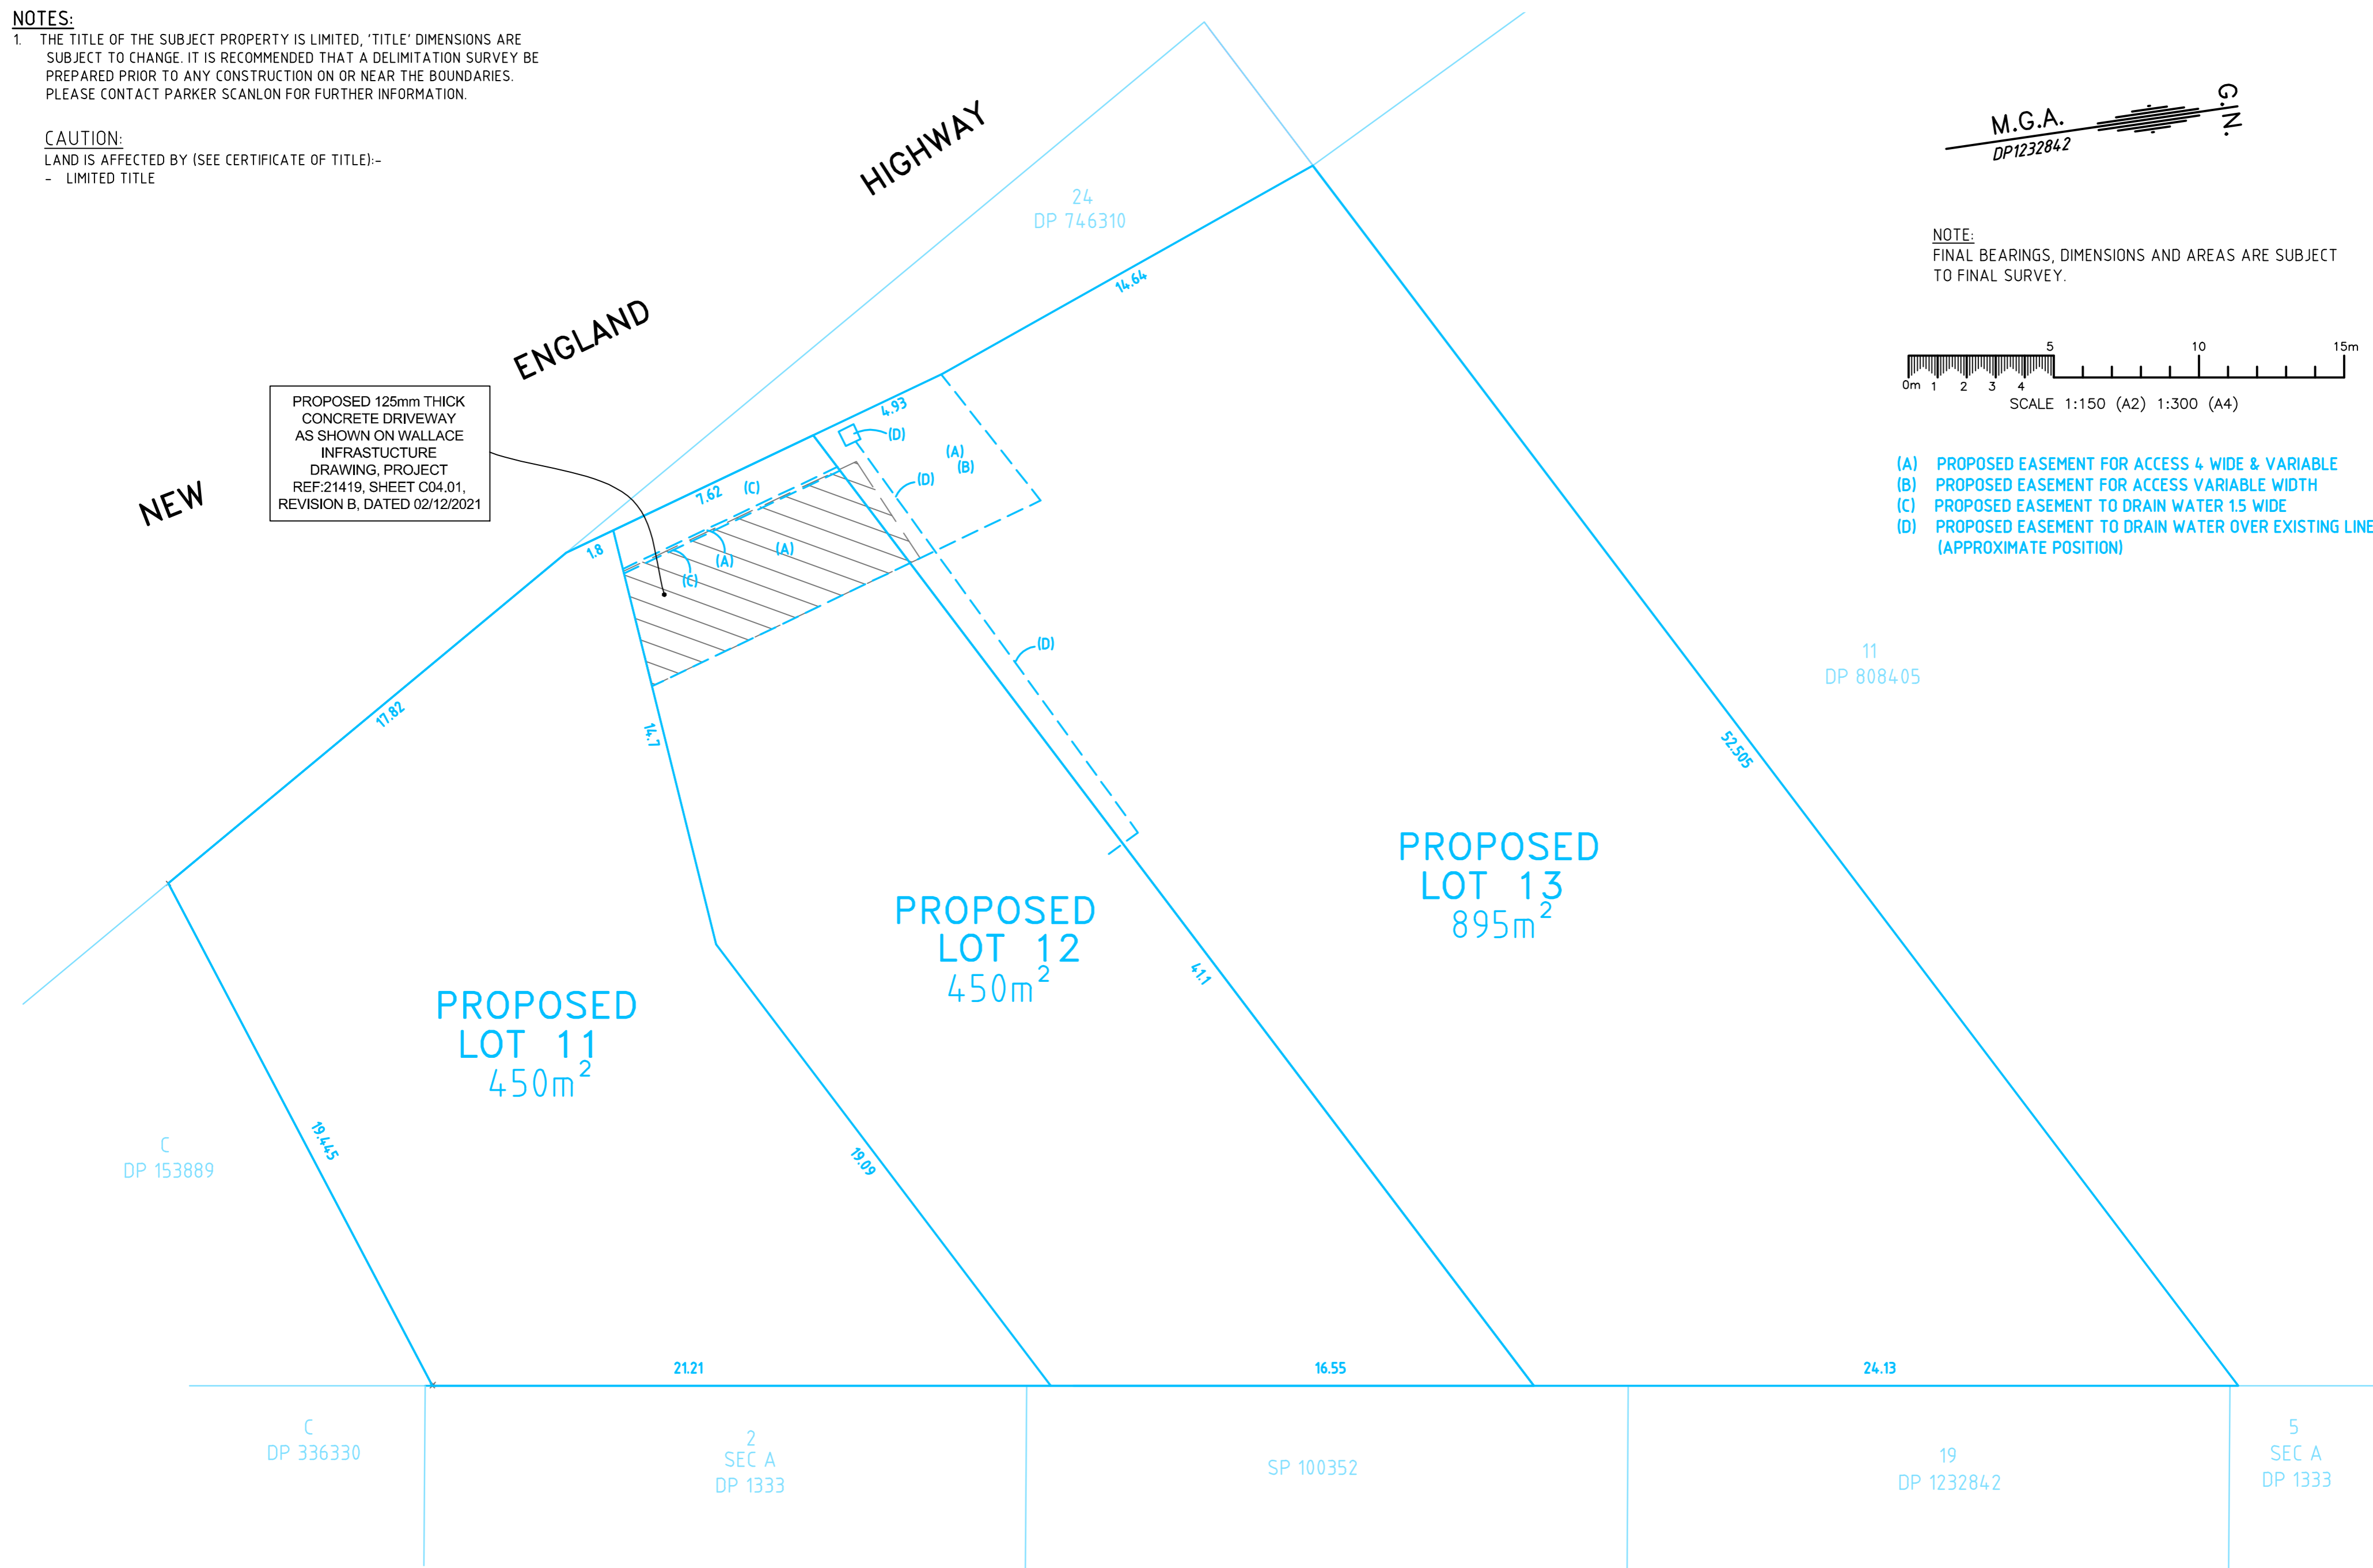 NOTES:
1. THE TITLE OF THE SUBJECT PROPERTY IS LIMITED, 'TITLE' DIMENSIONS ARE
SUBJECT TO CHANGE. IT IS RECOMMENDED THAT A DELIMITATION SURVEY BE
PREPARED PRIOR TO ANY CONSTRUCTION ON OR NEAR THE BOUNDARIES.
PLEASE CONTACT PARKER SCANLON FOR FURTHER INFORMATION.
CAUTION:
LAND IS AFFECTED BY (SEE CERTIFICATE OF TITLE):-
- LIMITED TITLE
NEW ENGLAND HIGHWAY
M.G.A.
DP1232842
G.N.
NOTE:
FINAL BEARINGS, DIMENSIONS AND AREAS ARE SUBJECT
TO FINAL SURVEY.
5 10 15m
0m 1 2 3 4
SCALE 1:150 (A2) 1:300 (A4)
(A) PROPOSED EASEMENT FOR ACCESS 4 WIDE & VARIABLE
(B) PROPOSED EASEMENT FOR ACCESS VARIABLE WIDTH
(C) PROPOSED EASEMENT TO DRAIN WATER 1.5 WIDE
(D) PROPOSED EASEMENT TO DRAIN WATER OVER EXISTING LINE
(APPROXIMATE POSITION)
24
DP 746310
14.64
PROPOSED 125mm THICK
CONCRETE DRIVEWAY
AS SHOWN ON WALLACE
INFRASTUCTURE
DRAWING, PROJECT
REF:21419, SHEET C04.01,
REVISION B, DATED 02/12/2021
4.93
(D)
(A)
(B)
(D)
7.62
(C)
1.8
(A)
(A)
(C)
(D)
17.82
14.7
11
DP 808405
52.505
PROPOSED
LOT 13
895m²
PROPOSED
LOT 12
450m²
41.1
PROPOSED
LOT 11
450m²
19.445
19.09
C
DP 153889
21.21
16.55
24.13
C
DP 336330
2
SEC A
DP 1333
SP 100352
19
DP 1232842
5
SEC A
DP 1333